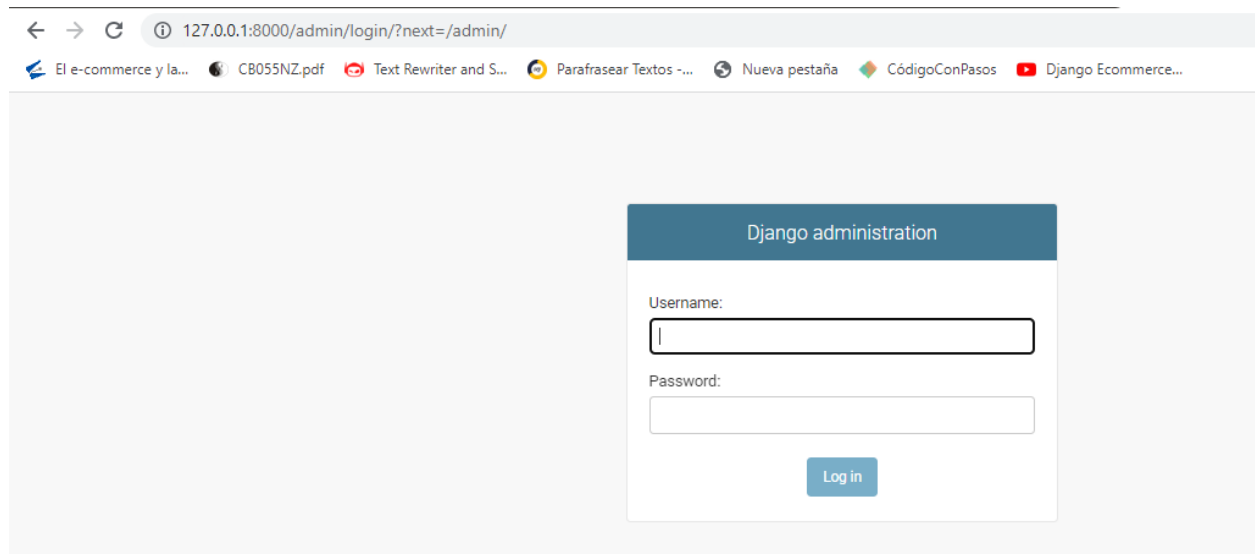 127.0.0.1:8000/admin/login/?next=/admin/
El e-commerce y la... CB055NZ.pdf Text Rewriter and S... Parafrasear Textos -... Nueva pestaña CódigoConPasos Django Ecommerce...
Django administration
Username:
Password:
Log in